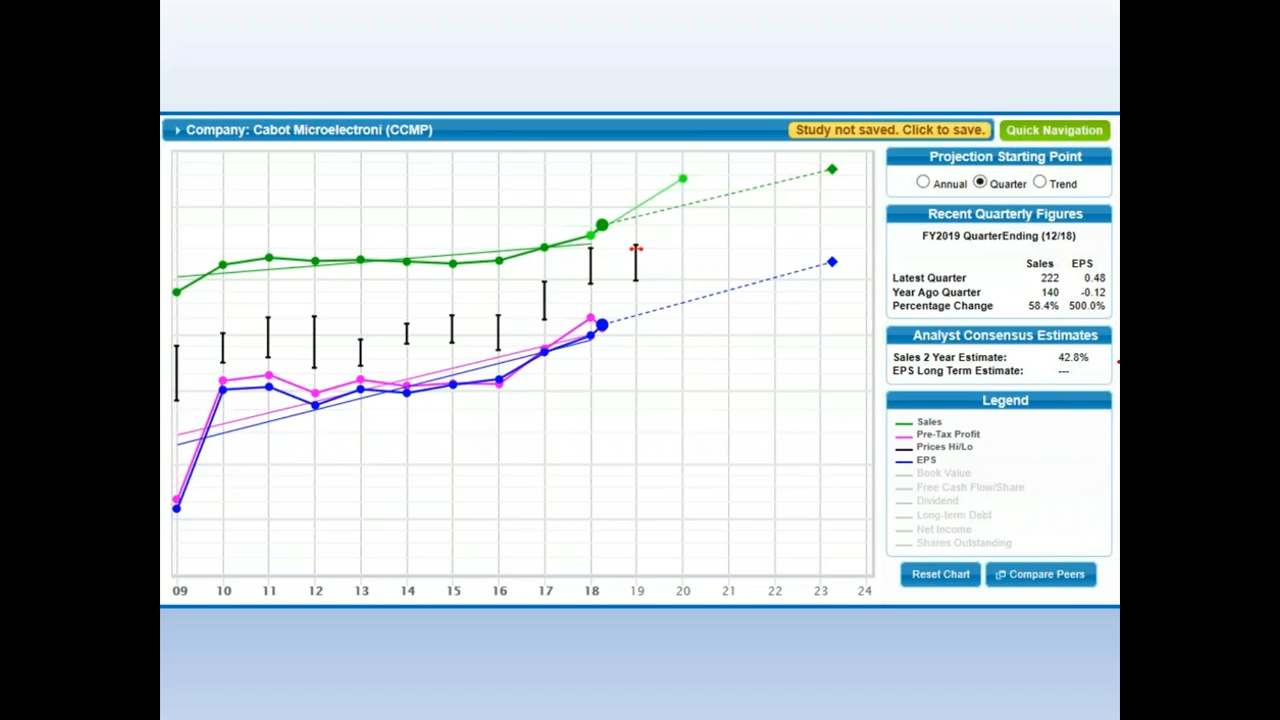 Company: Cabot Microelectroni (CCMP)
Study not saved. Click to save.
Quick Navigation
Projection Starting Point
Annual Quarter Trend
Recent Quarterly Figures
FY2019 QuarterEnding (12/18)
Sales EPS
Latest Quarter 222 0.48
Year Ago Quarter 140 -0.12
Percentage Change 58.4% 500.0%
Analyst Consensus Estimates
Sales 2 Year Estimate: 42.8%
EPS Long Term Estimate: ---
Legend
Sales
Pre-Tax Profit
Prices Hi/Lo
EPS
Book Value
Free Cash Flow/Share
Dividend
Long-term Debt
Net Income
Shares Outstanding
Reset Chart Compare Peers
09 10 11 12 13 14 15 16 17 18 19 20 21 22 23 24